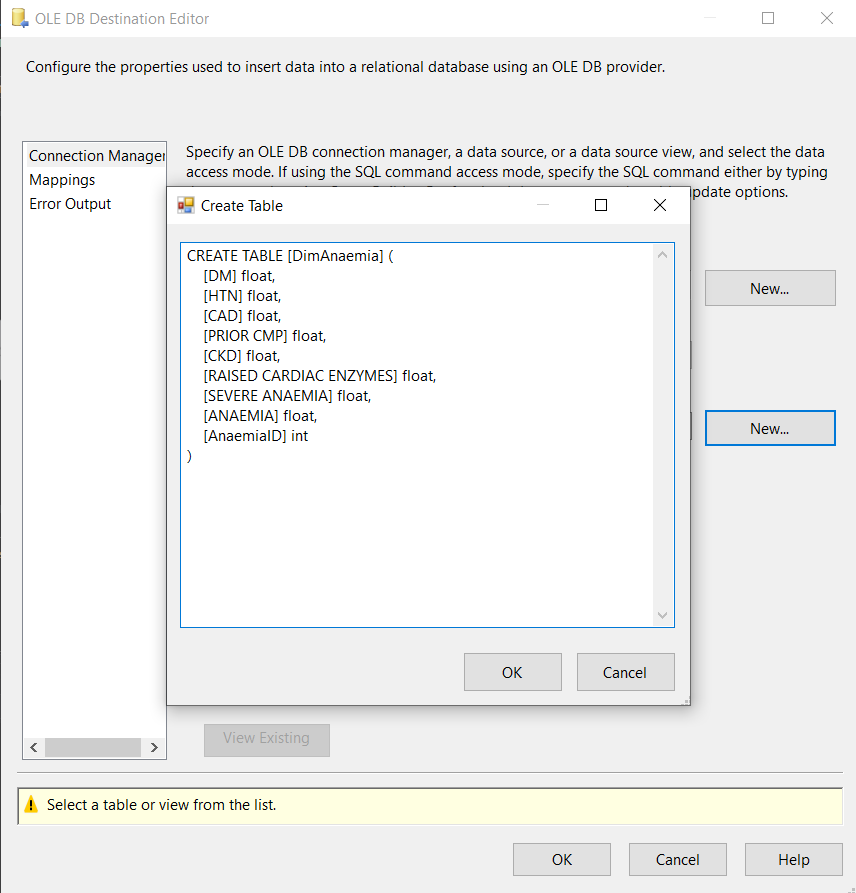 OLE DB Destination Editor
Configure the properties used to insert data into a relational database using an OLE DB provider.
Connection Manager
Mappings
Error Output
Specify an OLE DB connection manager, a data source, or a data source view, and select the data
access mode. If using the SQL command access mode, specify the SQL command either by typing
update options.
Create Table
CREATE TABLE [DimAnaemia] (
[DM] float,
[HTN] float,
[CAD] float,
[PRIOR CMP] float,
[CKD] float,
[RAISED CARDIAC ENZYMES] float,
[SEVERE ANAEMIA] float,
[ANAEMIA] float,
[AnaemiaID] int
)
New...
New...
OK
Cancel
View Existing
Select a table or view from the list.
OK
Cancel
Help